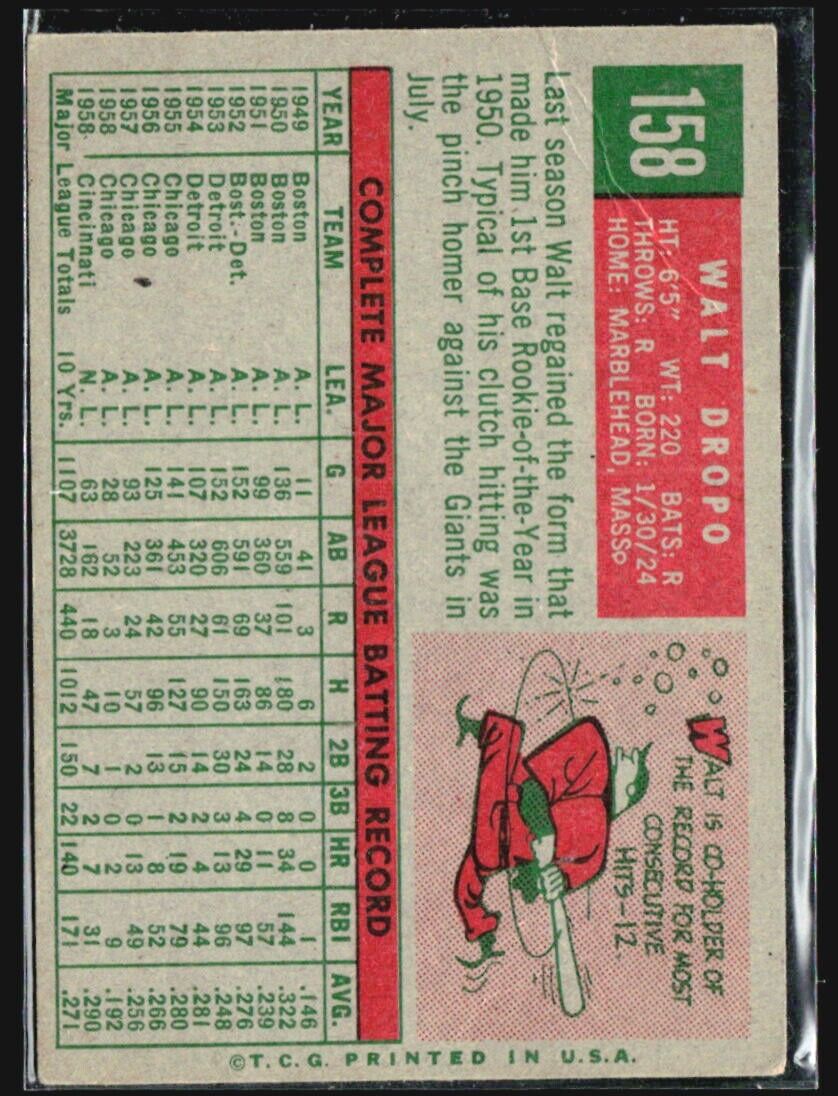 158
WALT DROPO
HT: 6'5" WT: 220 BATS: R
THROWS: R BORN: 1/30/24
HOME: MARBLEHEAD, MASS.
Last season Walt regained the form that
made him 1st Base Rookie-of-the-Year in
1950. Typical of his clutch hitting was
the pinch homer against the Giants in
July.
WALT IS CO-HOLDER OF
THE RECORD FOR MOST
CONSECUTIVE
HITS-12.
COMPLETE MAJOR LEAGUE BATTING RECORD
YEAR TEAM LEA. G AB R H 2B 3B HR RBI AVG.
1949 Boston A. L. 11 41 3 6 2 0 0 1 .146
1950 Boston A. L. 136 559 101 180 28 8 34 144 .322
1951 Boston A. L. 99 360 37 86 14 0 11 57 .239
1952 Bost.-Det. A. L. 152 591 69 163 24 4 29 97 .276
1953 Detroit A. L. 152 606 61 150 30 3 13 96 .248
1954 Detroit A. L. 107 320 27 90 14 2 4 44 .281
1955 Chicago A. L. 141 453 55 127 15 2 19 79 .280
1956 Chicago A. L. 125 361 42 96 13 1 8 52 .266
1957 Chicago A. L. 93 223 24 57 2 0 13 49 .256
1958 Chicago A. L. 28 52 3 10 1 0 2 9 .192
1958 Cincinnati N. L. 63 162 18 47 7 2 7 31 .290
Major League Totals 10 Yrs. 1107 3728 440 1012 150 22 140 171 .271
©T.C.G. PRINTED IN U.S.A.